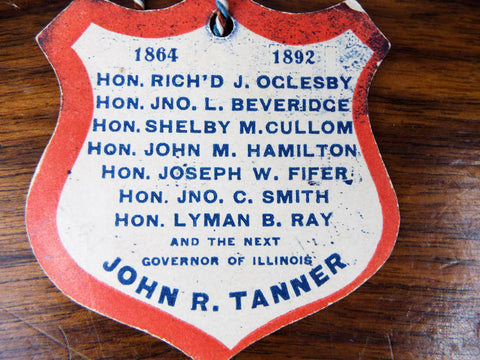 1864 1892
HON. RICH'D J. OGLESBY
HON. JNO. L. BEVERIDGE
HON. SHELBY M. CULLOM
HON. JOHN M. HAMILTON
HON. JOSEPH W. FIFER
HON. JNO. C. SMITH
HON. LYMAN B. RAY
AND THE NEXT
GOVERNOR OF ILLINOIS
JOHN R. TANNER